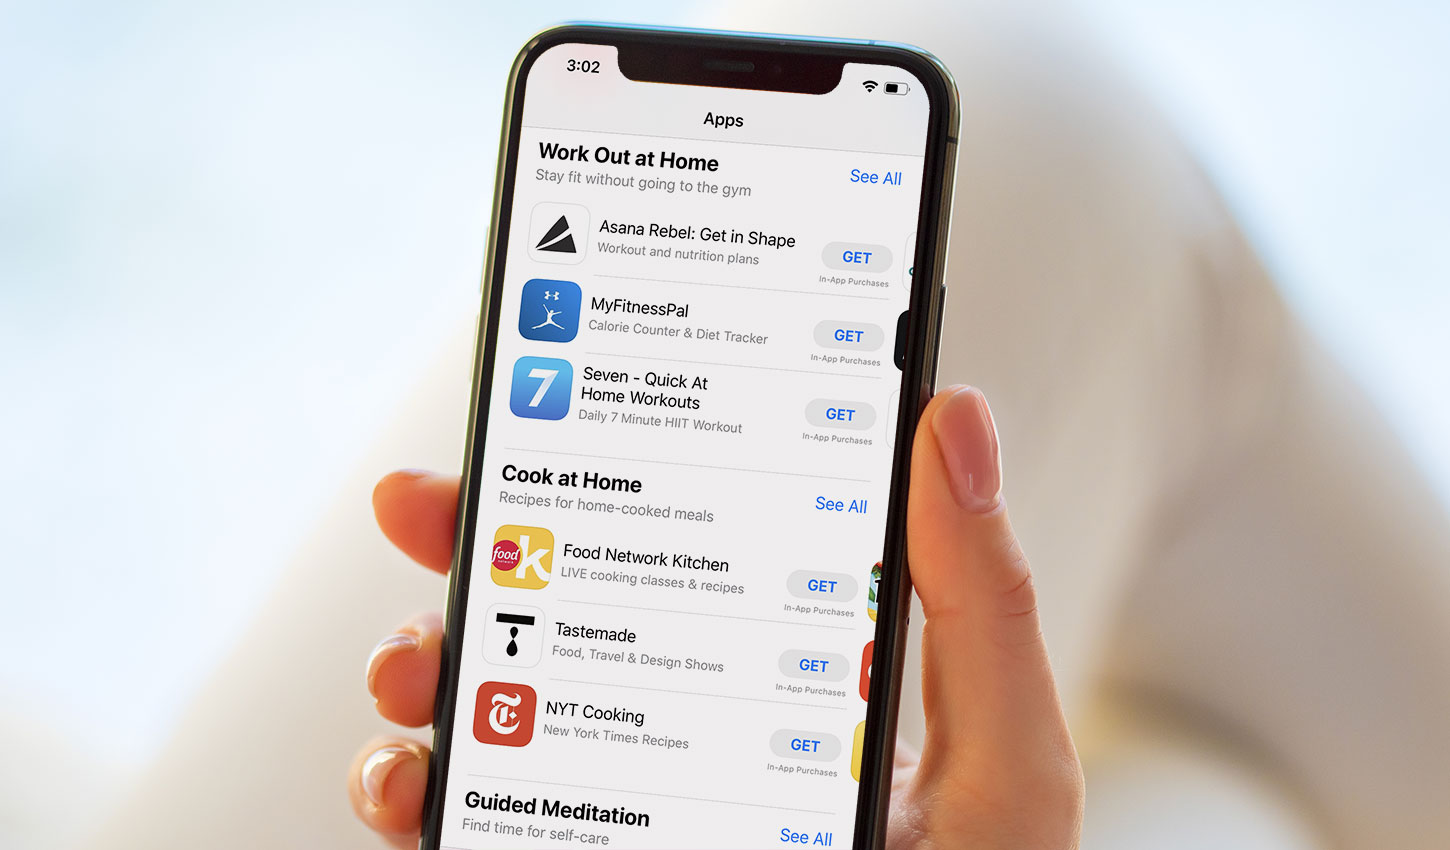 3:02
Apps
Work Out at Home
See All
Stay fit without going to the gym
Asana Rebel: Get in Shape
Workout and nutrition plans
GET
In-App Purchases
MyFitnessPal
Calorie Counter & Diet Tracker
GET
In-App Purchases
7
Seven - Quick At
Home Workouts
Daily 7 Minute HIIT Workout
GET
In-App Purchases
Cook at Home
See All
Recipes for home-cooked meals
food
network
k
Food Network Kitchen
LIVE cooking classes & recipes
GET
In-App Purchases
T
Tastemade
Food, Travel & Design Shows
GET
In-App Purchases
T
NYT Cooking
New York Times Recipes
GET
In-App Purchases
Guided Meditation
See All
Find time for self-care